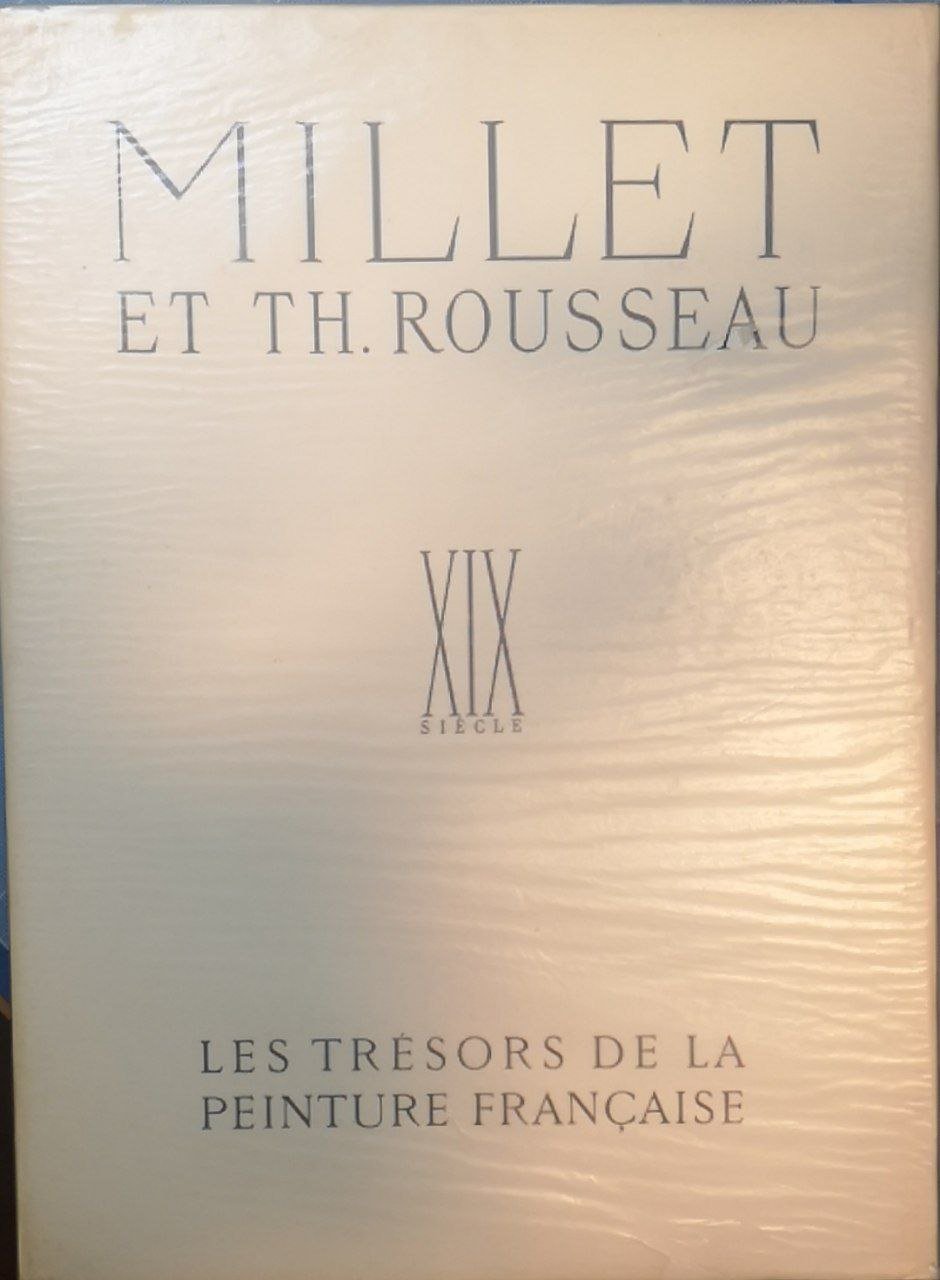 MILLET
ET TH. ROUSSEAU
XIX
SIÈCLE
LES TRÉSORS DE LA
PEINTURE FRANÇAISE